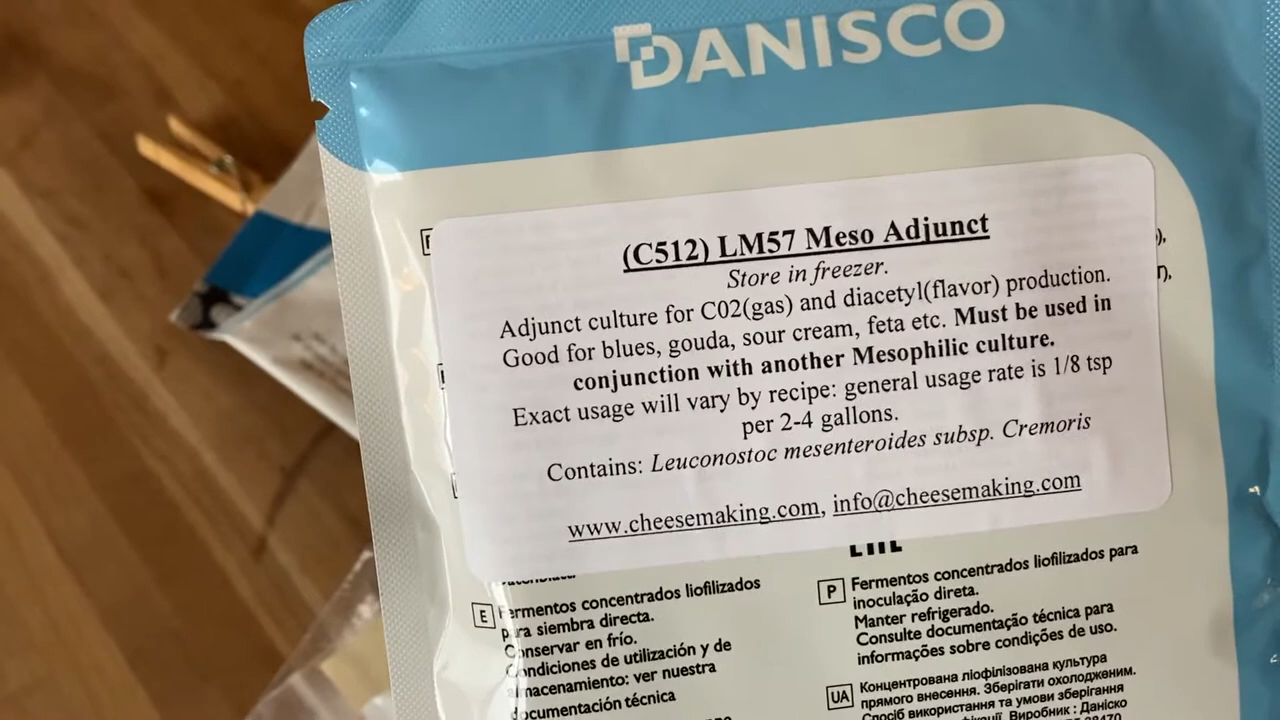 DANISCO
(C512) LM57 Meso Adjunct
Store in freezer.
Adjunct culture for C02(gas) and diacetyl(flavor) production.
Good for blues, gouda, sour cream, feta etc. Must be used in
conjunction with another Mesophilic culture.
Exact usage will vary by recipe: general usage rate is 1/8 tsp
per 2-4 gallons.
Contains: Leuconostoc mesenteroides subsp. Cremoris
www.cheesemaking.com, info@cheesemaking.com
E Fermentos concentrados liofilizados
para siembra directa.
Conservar en frío.
Condiciones de utilización y de
almacenamiento: ver nuestra
documentación técnica
P Fermentos concentrados liofilizados para
inoculação direta.
Manter refrigerado.
Consulte documentação técnica para
informações sobre condições de uso.
UA Концентрована ліофілізована культура
прямого внесення. Зберігати охолодженим.
Спосіб використання та умови зберігання
Виробник : Даніско